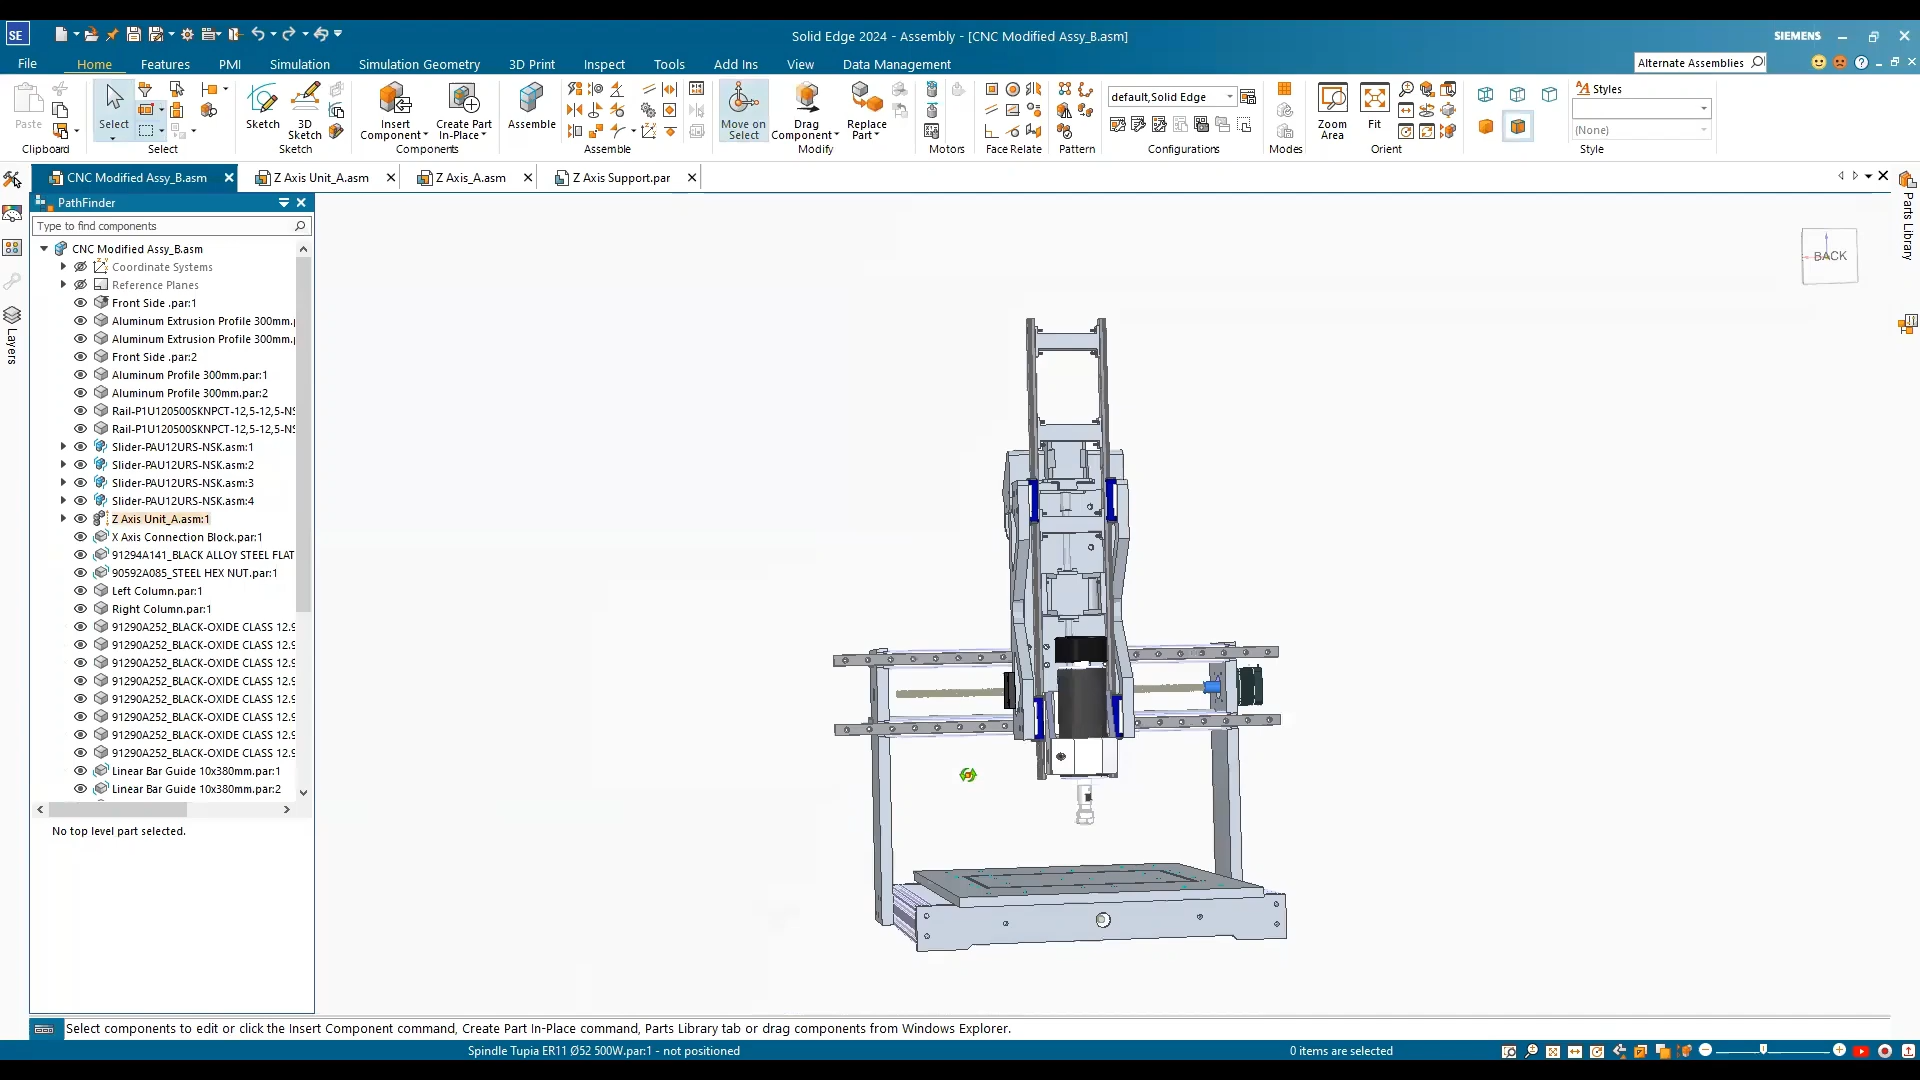 SE
Solid Edge 2024 - Assembly - [CNC Modified Assy_B.asm]
SIEMENS
File Home Features PMI Simulation Simulation Geometry 3D Print Inspect Tools Add Ins View Data Management
Alternate Assemblies
Paste
Clipboard
Select
Select
Sketch
3D Sketch
Sketch
Insert Component
Create Part In-Place
Components
Assemble
Assemble
Move on Select
Drag Component
Replace Part
Modify
Motors
Face Relate
Pattern
default,Solid Edge
Configurations
Modes
Zoom Area
Fit
Orient
Styles
(None)
Style
CNC Modified Assy_B.asm
Z Axis Unit_A.asm
Z Axis_A.asm
Z Axis Support.par
PathFinder
Type to find components
CNC Modified Assy_B.asm
Coordinate Systems
Reference Planes
Front Side .par:1
Aluminum Extrusion Profile 300mm.p
Aluminum Extrusion Profile 300mm.p
Front Side .par:2
Aluminum Profile 300mm.par:1
Aluminum Profile 300mm.par:2
Rail-P1U120500SKNPCT-12,5-12,5-NS
Rail-P1U120500SKNPCT-12,5-12,5-NS
Slider-PAU12URS-NSK.asm:1
Slider-PAU12URS-NSK.asm:2
Slider-PAU12URS-NSK.asm:3
Slider-PAU12URS-NSK.asm:4
Z Axis Unit_A.asm:1
X Axis Connection Block.par:1
91294A141_BLACK ALLOY STEEL FLAT
90592A085_STEEL HEX NUT.par:1
Left Column.par:1
Right Column.par:1
91290A252_BLACK-OXIDE CLASS 12.9
91290A252_BLACK-OXIDE CLASS 12.9
91290A252_BLACK-OXIDE CLASS 12.9
91290A252_BLACK-OXIDE CLASS 12.9
91290A252_BLACK-OXIDE CLASS 12.9
91290A252_BLACK-OXIDE CLASS 12.9
91290A252_BLACK-OXIDE CLASS 12.9
91290A252_BLACK-OXIDE CLASS 12.9
Linear Bar Guide 10x380mm.par:1
Linear Bar Guide 10x380mm.par:2
No top level part selected.
Layers
Parts Library
BACK
Select components to edit or click the Insert Component command, Create Part In-Place command, Parts Library tab or drag components from Windows Explorer.
Spindle Tupia ER11 Ø52 500W.par:1 - not positioned
0 items are selected